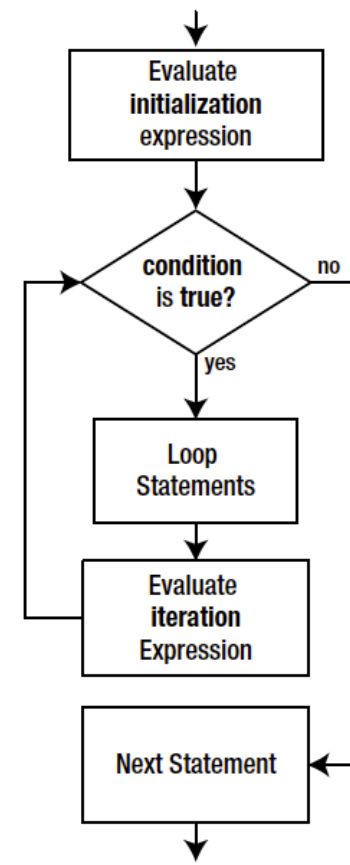 Evaluate
initialization
expression
condition
is true?
no
yes
Loop
Statements
Evaluate
iteration
Expression
Next Statement